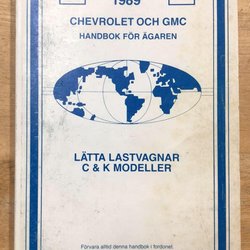 1989
CHEVROLET OCH GMC
HANDBOK FÖR ÄGAREN
LÄTTA LASTVAGNAR
C & K MODELLER
Förvara alltid denna handbok i fordonet